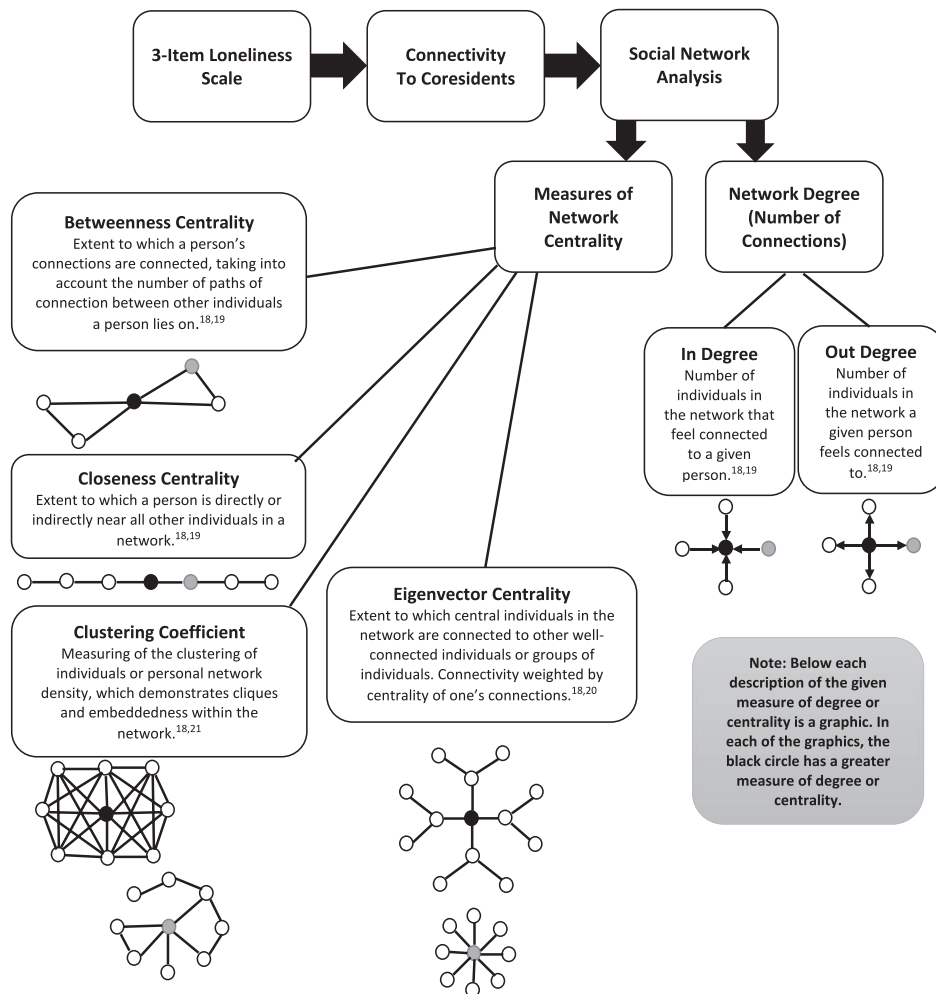 3-Item Loneliness
Scale
Connectivity
To Coresidents
Social Network
Analysis
Measures of
Network
Centrality
Network Degree
(Number of
Connections)
Betweenness Centrality
Extent to which a person’s
connections are connected, taking into
account the number of paths of
connection between other individuals
a person lies on.18,19
In Degree
Number of
individuals in
the network that
feel connected
to a given
person.18,19
Out Degree
Number of
individuals in
the network a
given person
feels connected
to.18,19
Closeness Centrality
Extent to which a person is directly or
indirectly near all other individuals in a
network.18,19
Clustering Coefficient
Measuring of the clustering of
individuals or personal network
density, which demonstrates cliques
and embeddedness within the
network.18,21
Eigenvector Centrality
Extent to which central individuals in the
network are connected to other well-
connected individuals or groups of
individuals. Connectivity weighted by
centrality of one’s connections.18,20
Note: Below each
description of the given
measure of degree or
centrality is a graphic. In
each of the graphics, the
black circle has a greater
measure of degree or
centrality.